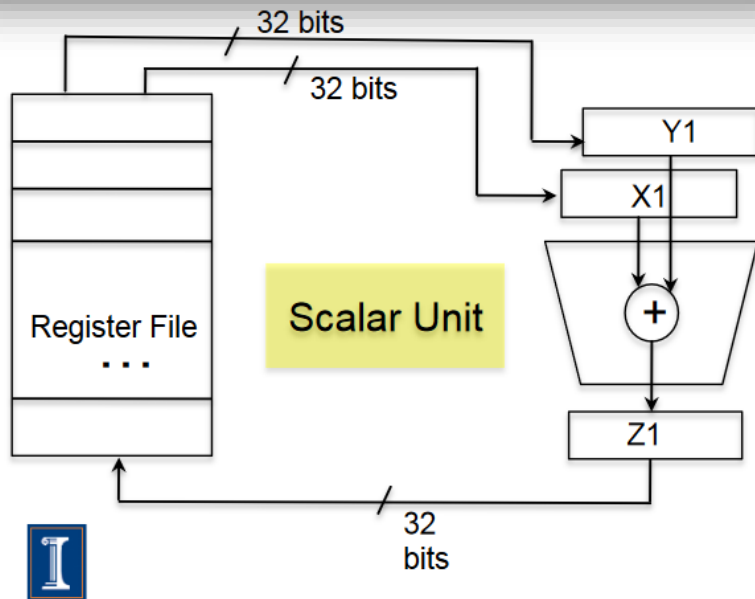 32 bits
32 bits
Y1
X1
Register File
...
Scalar Unit
+
Z1
32
bits
I